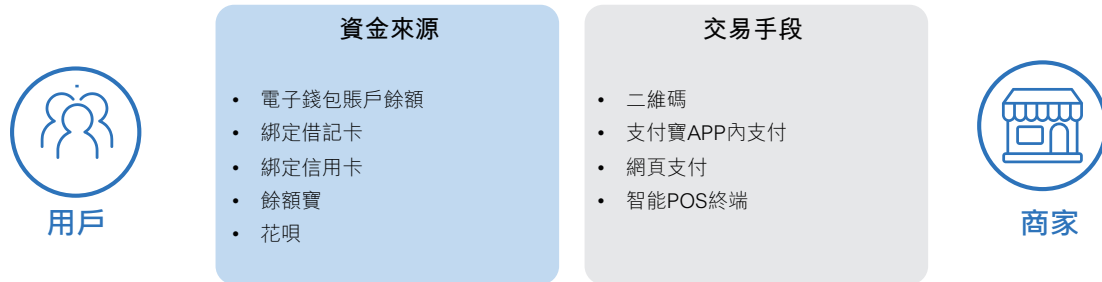 資金來源
• 電子錢包賬戶餘額
• 綁定借記卡
• 綁定信用卡
• 餘額寶
• 花唄
交易手段
• 二維碼
• 支付寶APP內支付
• 網頁支付
• 智能POS終端
用戶
商家